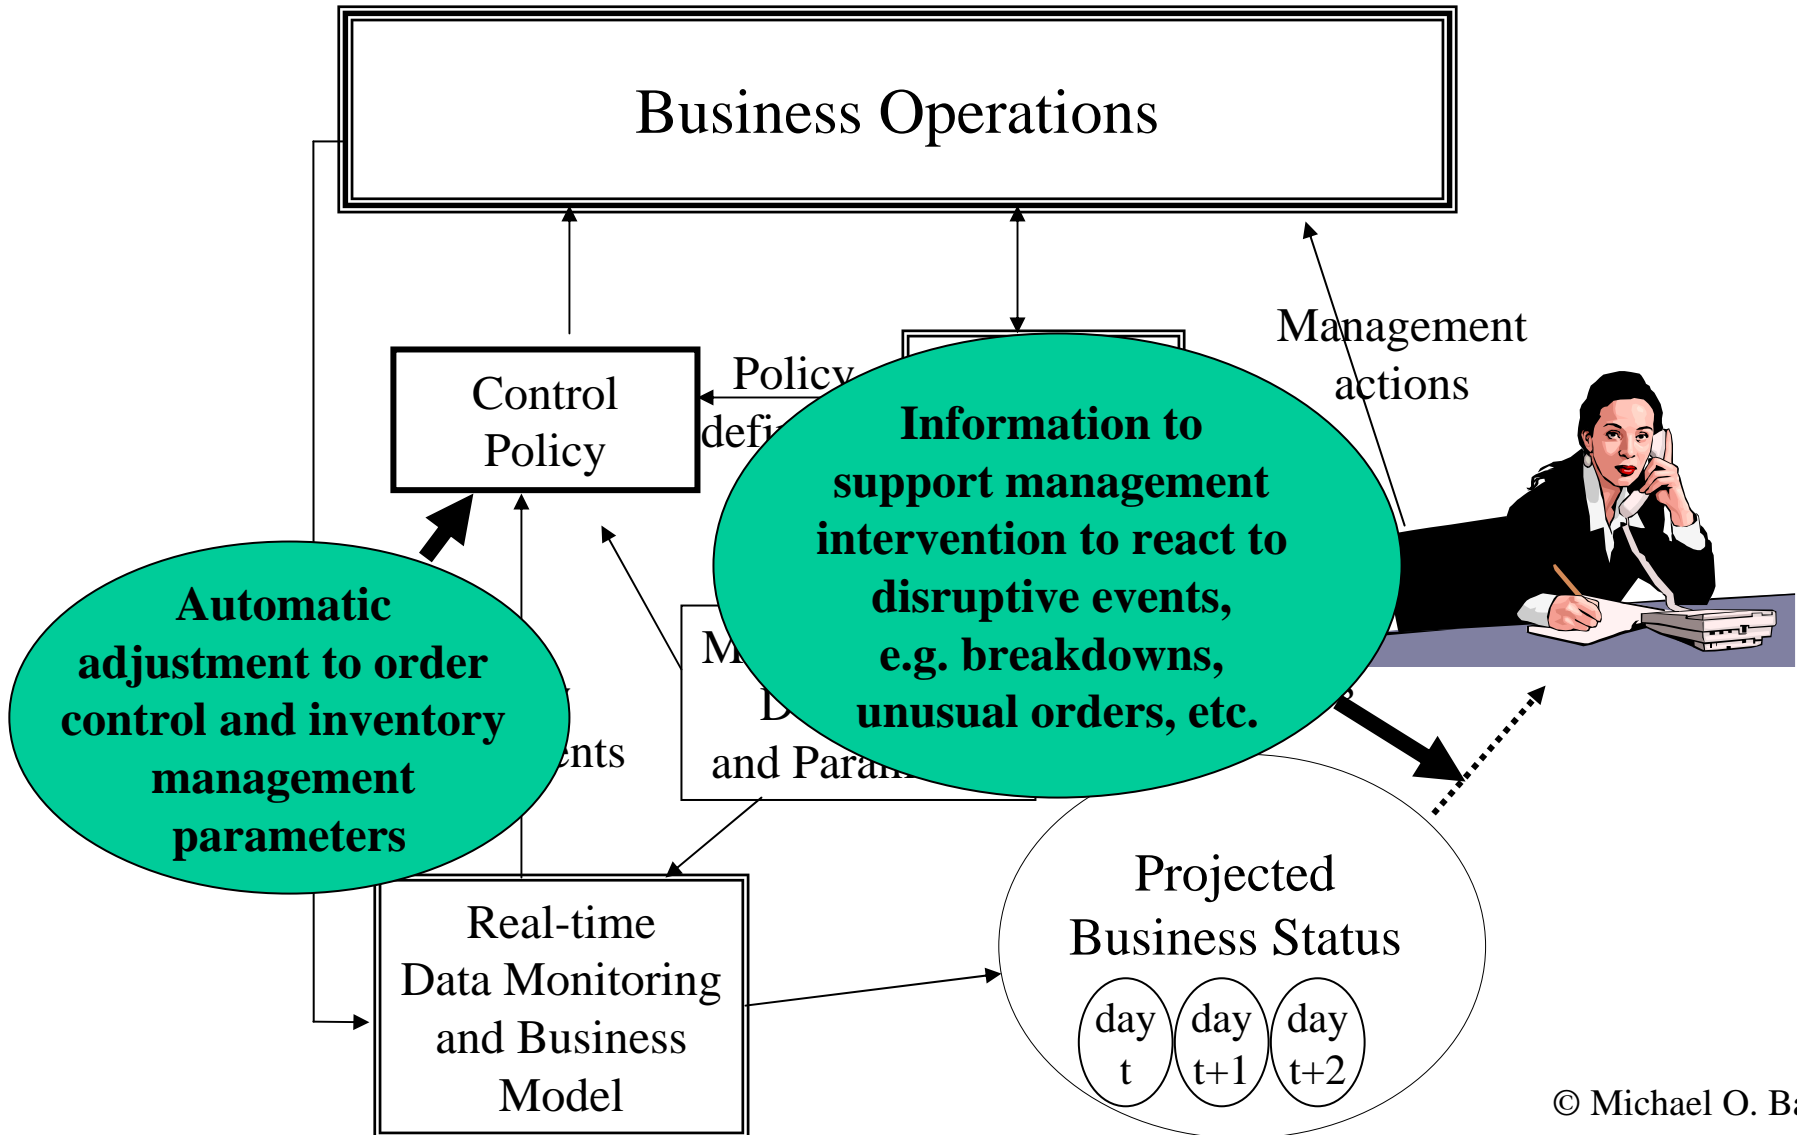 Business Operations
Management
actions
Control
Policy
Policy
Information to
support management
intervention to react to
disruptive events,
e.g. breakdowns,
unusual orders, etc.
Automatic
adjustment to order
control and inventory
management
parameters
and
Real-time
Data Monitoring
and Business
Model
Projected
Business Status
day
t
day
t+1
day
t+2
© Michael O.